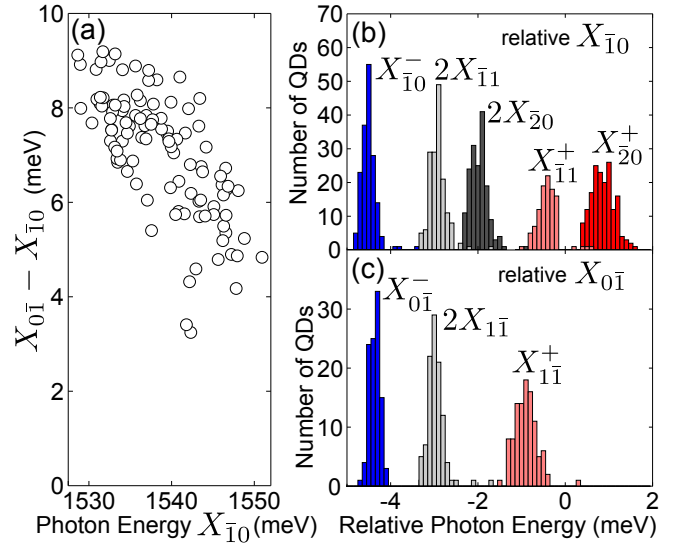 (a)
X_{0\bar{1}} − X_{\bar{1}0} (meV)
10
8
6
4
2
0
1530 1540 1550
Photon Energy X_{\bar{1}0} (meV)
(b)
relative X_{\bar{1}0}
Number of QDs
70
60
50
40
30
20
10
0
X^{-}_{\bar{1}0}
2X_{\bar{1}1}
2X_{\bar{2}0}
X^{+}_{\bar{1}1}
X^{+}_{\bar{2}0}
(c)
relative X_{0\bar{1}}
Number of QDs
30
20
10
0
X^{-}_{0\bar{1}}
2X_{1\bar{1}}
X^{+}_{1\bar{1}}
-4 -2 0 2
Relative Photon Energy (meV)